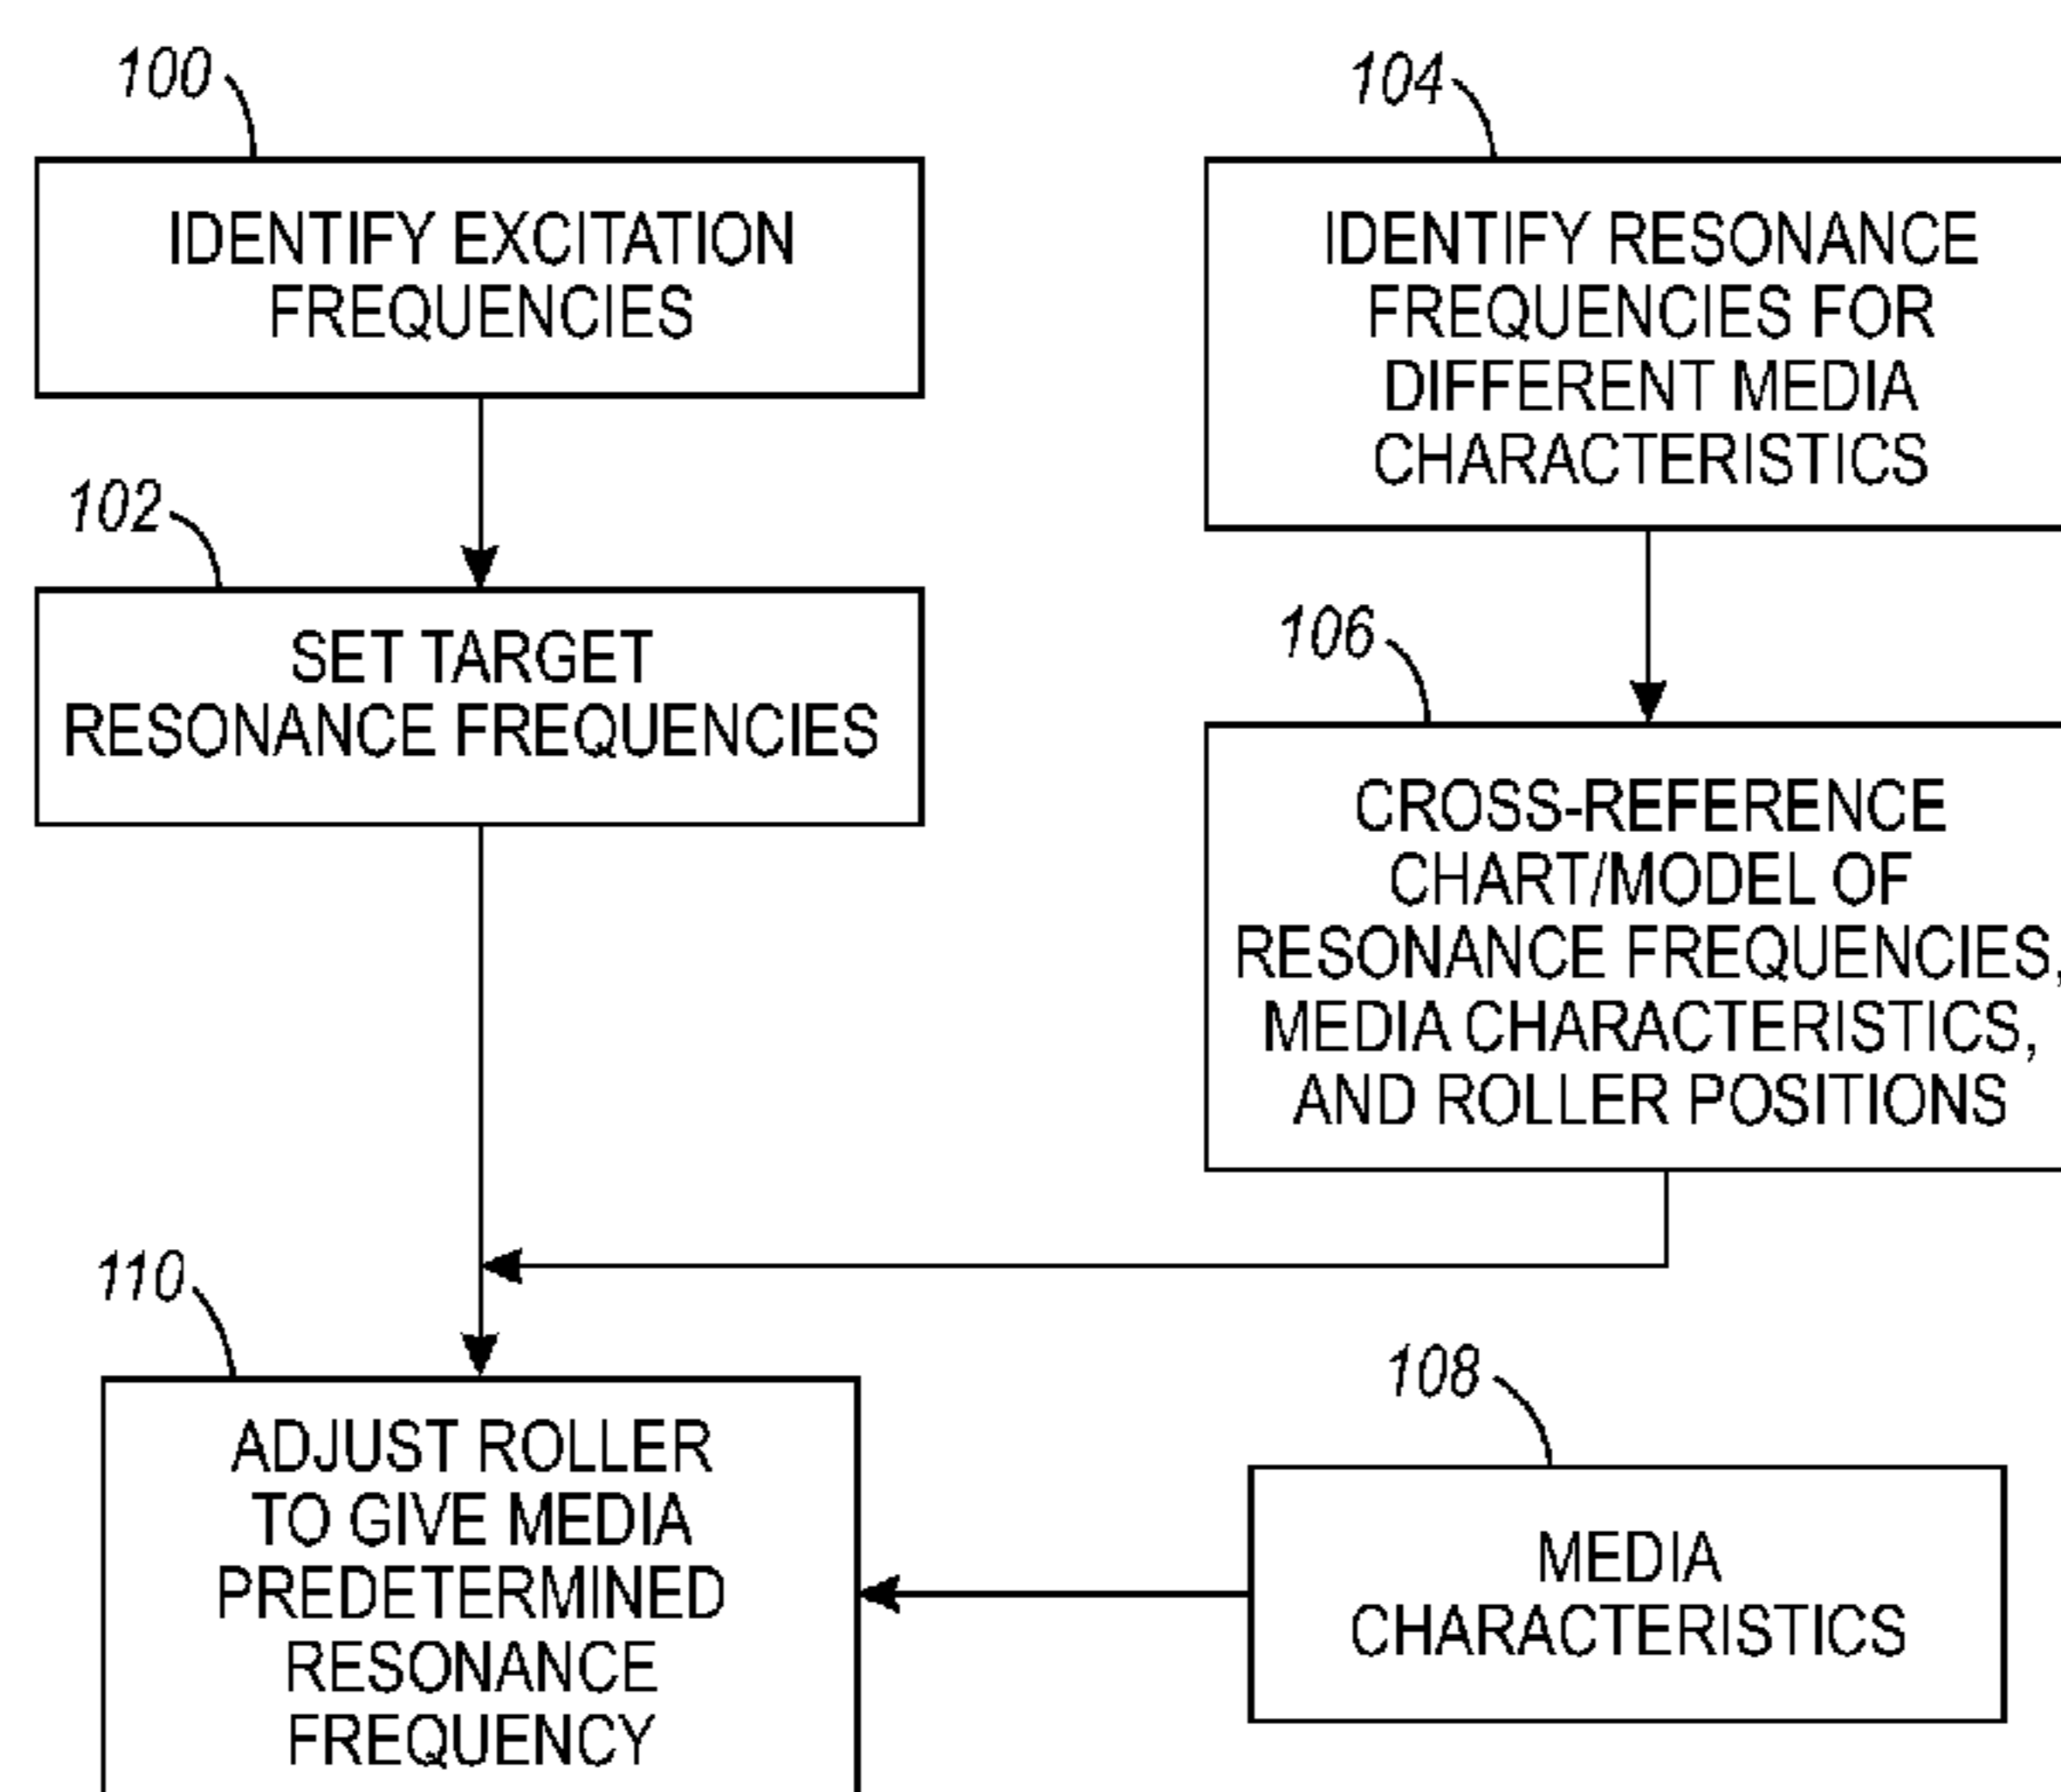 100
IDENTIFY EXCITATION
FREQUENCIES
102
SET TARGET
RESONANCE FREQUENCIES
104
IDENTIFY RESONANCE
FREQUENCIES FOR
DIFFERENT MEDIA
CHARACTERISTICS
106
CROSS-REFERENCE
CHART/MODEL OF
RESONANCE FREQUENCIES,
MEDIA CHARACTERISTICS,
AND ROLLER POSITIONS
110
ADJUST ROLLER
TO GIVE MEDIA
PREDETERMINED
RESONANCE
FREQUENCY
108
MEDIA
CHARACTERISTICS